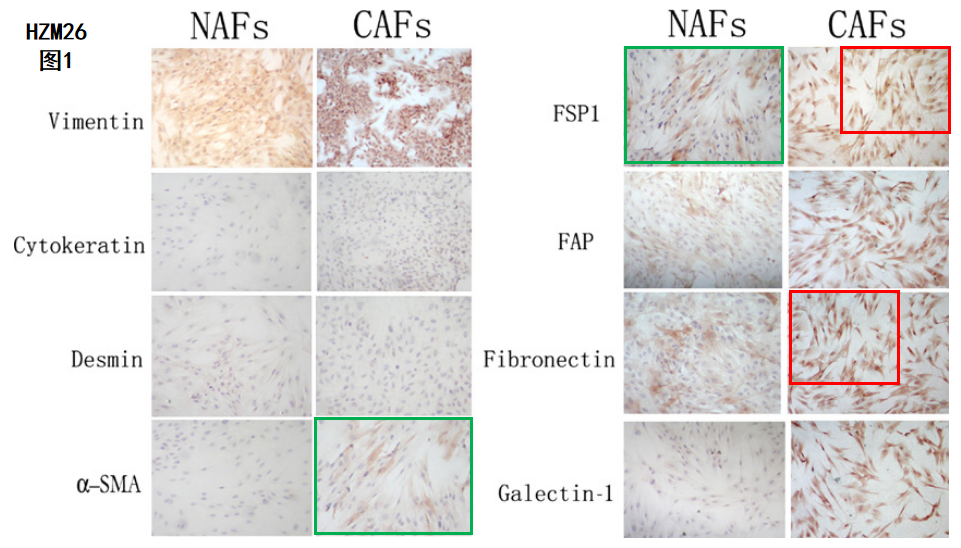 HZM26
图1
NAFs CAFs
Vimentin
Cytokeratin
Desmin
α-SMA
NAFs CAFs
FSP1
FAP
Fibronectin
Galectin-1